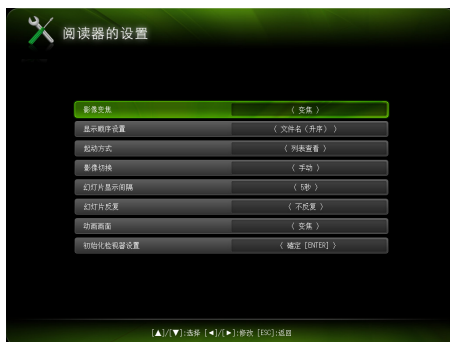 阅读器的设置
影像变焦 〈 变焦 〉
显示顺序设置 〈 文件名（升序） 〉
起动方式 〈 列表查看 〉
影像切换 〈 手动 〉
幻灯片显示间隔 〈 5秒 〉
幻灯片反复 〈 不反复 〉
动画画面 〈 变焦 〉
初始化检视器设置 〈 确定 [ENTER] 〉
[▲]/[▼]:选择 [◄]/[►]:修改 [ESC]:返回